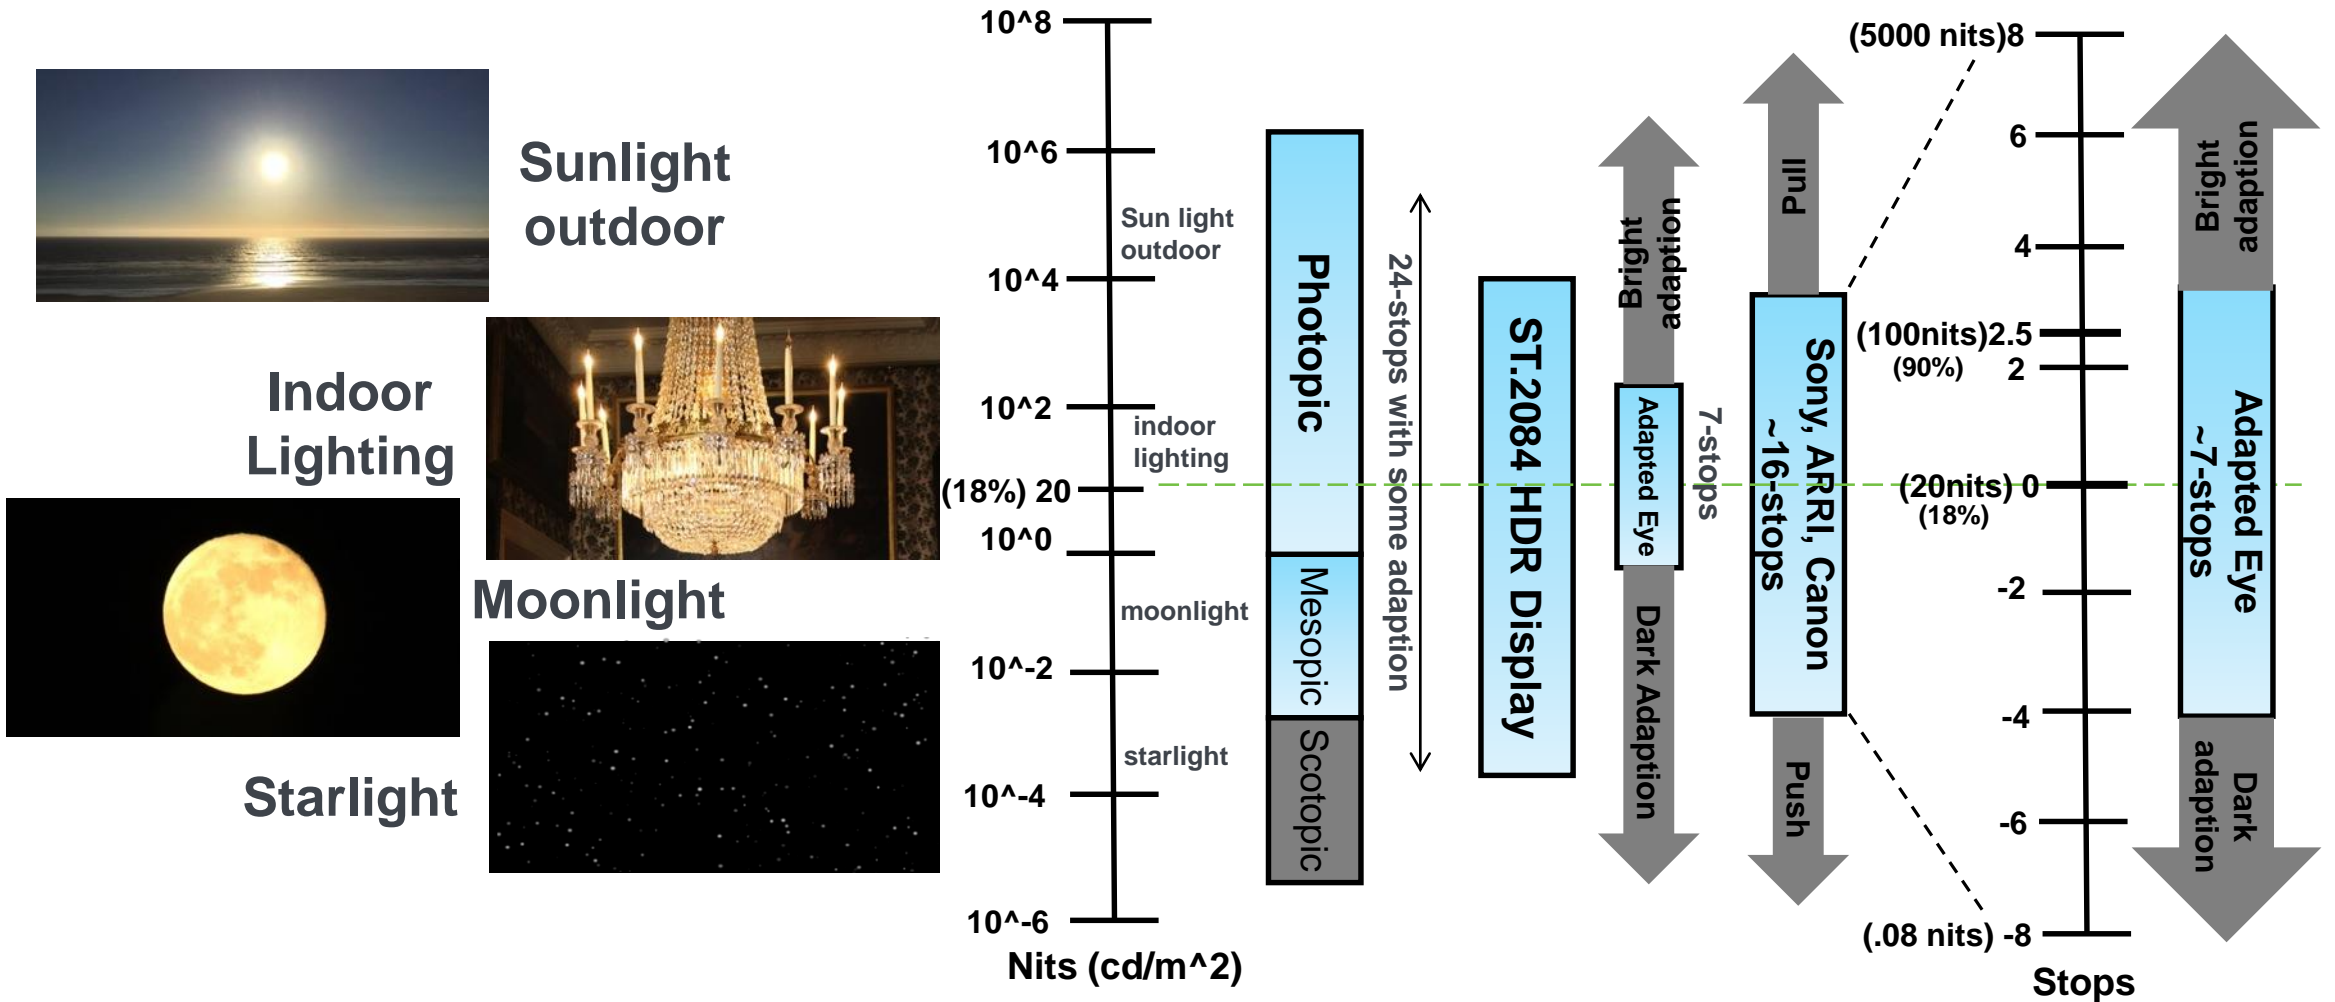 Sunlight
outdoor
Indoor
Lighting
Moonlight
Starlight
10^8
10^6
10^4
10^2
(18%) 20
10^0
10^-2
10^-4
10^-6
Nits (cd/m^2)
Sun light
outdoor
indoor
lighting
moonlight
starlight
Photopic
Mesopic
Scotopic
24-stops with some adaption
ST.2084 HDR Display
Bright
adaption
Adapted Eye
7-stops
Dark Adaption
Pull
Sony, ARRI, Canon
~16-stops
Push
(5000 nits)8
6
4
(100nits)2.5
(90%) 2
(20nits) 0
(18%)
-2
-4
-6
(.08 nits) -8
Stops
Bright
adaption
Adapted Eye
~7-stops
Dark
adaption